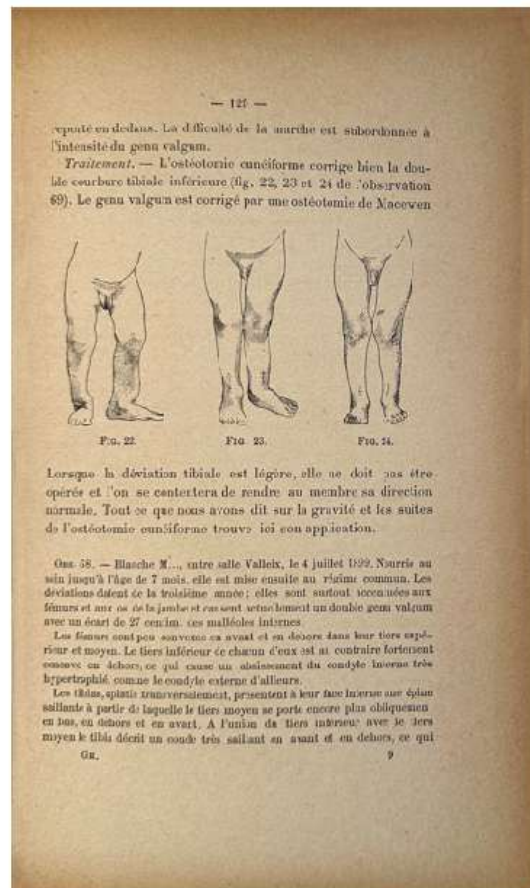 — 129 —
reporté en dedans. La difficulté de la marche est subordonnée à
l'intensité du genu valgum.
Traitement. — L'ostéotomie cunéiforme corrige bien la dou-
ble courbure tibiale inférieure (fig. 22, 23 et 24 de l'observation
69). Le genu valgum est corrigé par une ostéotomie de Macewen
FIG. 22.
FIG. 23.
FIG. 24.
Lorsque la déviation tibiale est légère, elle ne doit pas être
opérée et l'on se contentera de rendre au membre sa direction
normale. Tout ce que nous avons dit sur la gravité et les suites
de l'ostéotomie cunéiforme trouve ici son application.
OBS. 58. — Blanche M..., entre salle Valleix, le 4 juillet 1899. Nourrie au
sein jusqu'à l'âge de 7 mois, elle est mise ensuite au régime commun. Les
déviations datent de la troisième année ; elles sont surtout accentuées aux
fémurs et aux os de la jambe et causent actuellement un double genu valgum
avec un écart de 27 centim. des malléoles internes.
Les fémurs sont peu convexes en avant et en dehors dans leur tiers supé-
rieur et moyen. Le tiers inférieur de chacun d'eux est au contraire fortement
concave en dehors, ce qui cause un abaissement du condyle interne très
hypertrophié, comme le condyle externe d'ailleurs.
Les tibias, aplatis transversalement, présentent à leur face interne une épine
saillante à partir de laquelle le tiers moyen se porte encore plus obliquement
en bas, en dehors et en avant. A l'union du tiers inférieur avec le tiers
moyen le tibia décrit un coude très saillant en avant et en dehors, ce qui
GR.
9